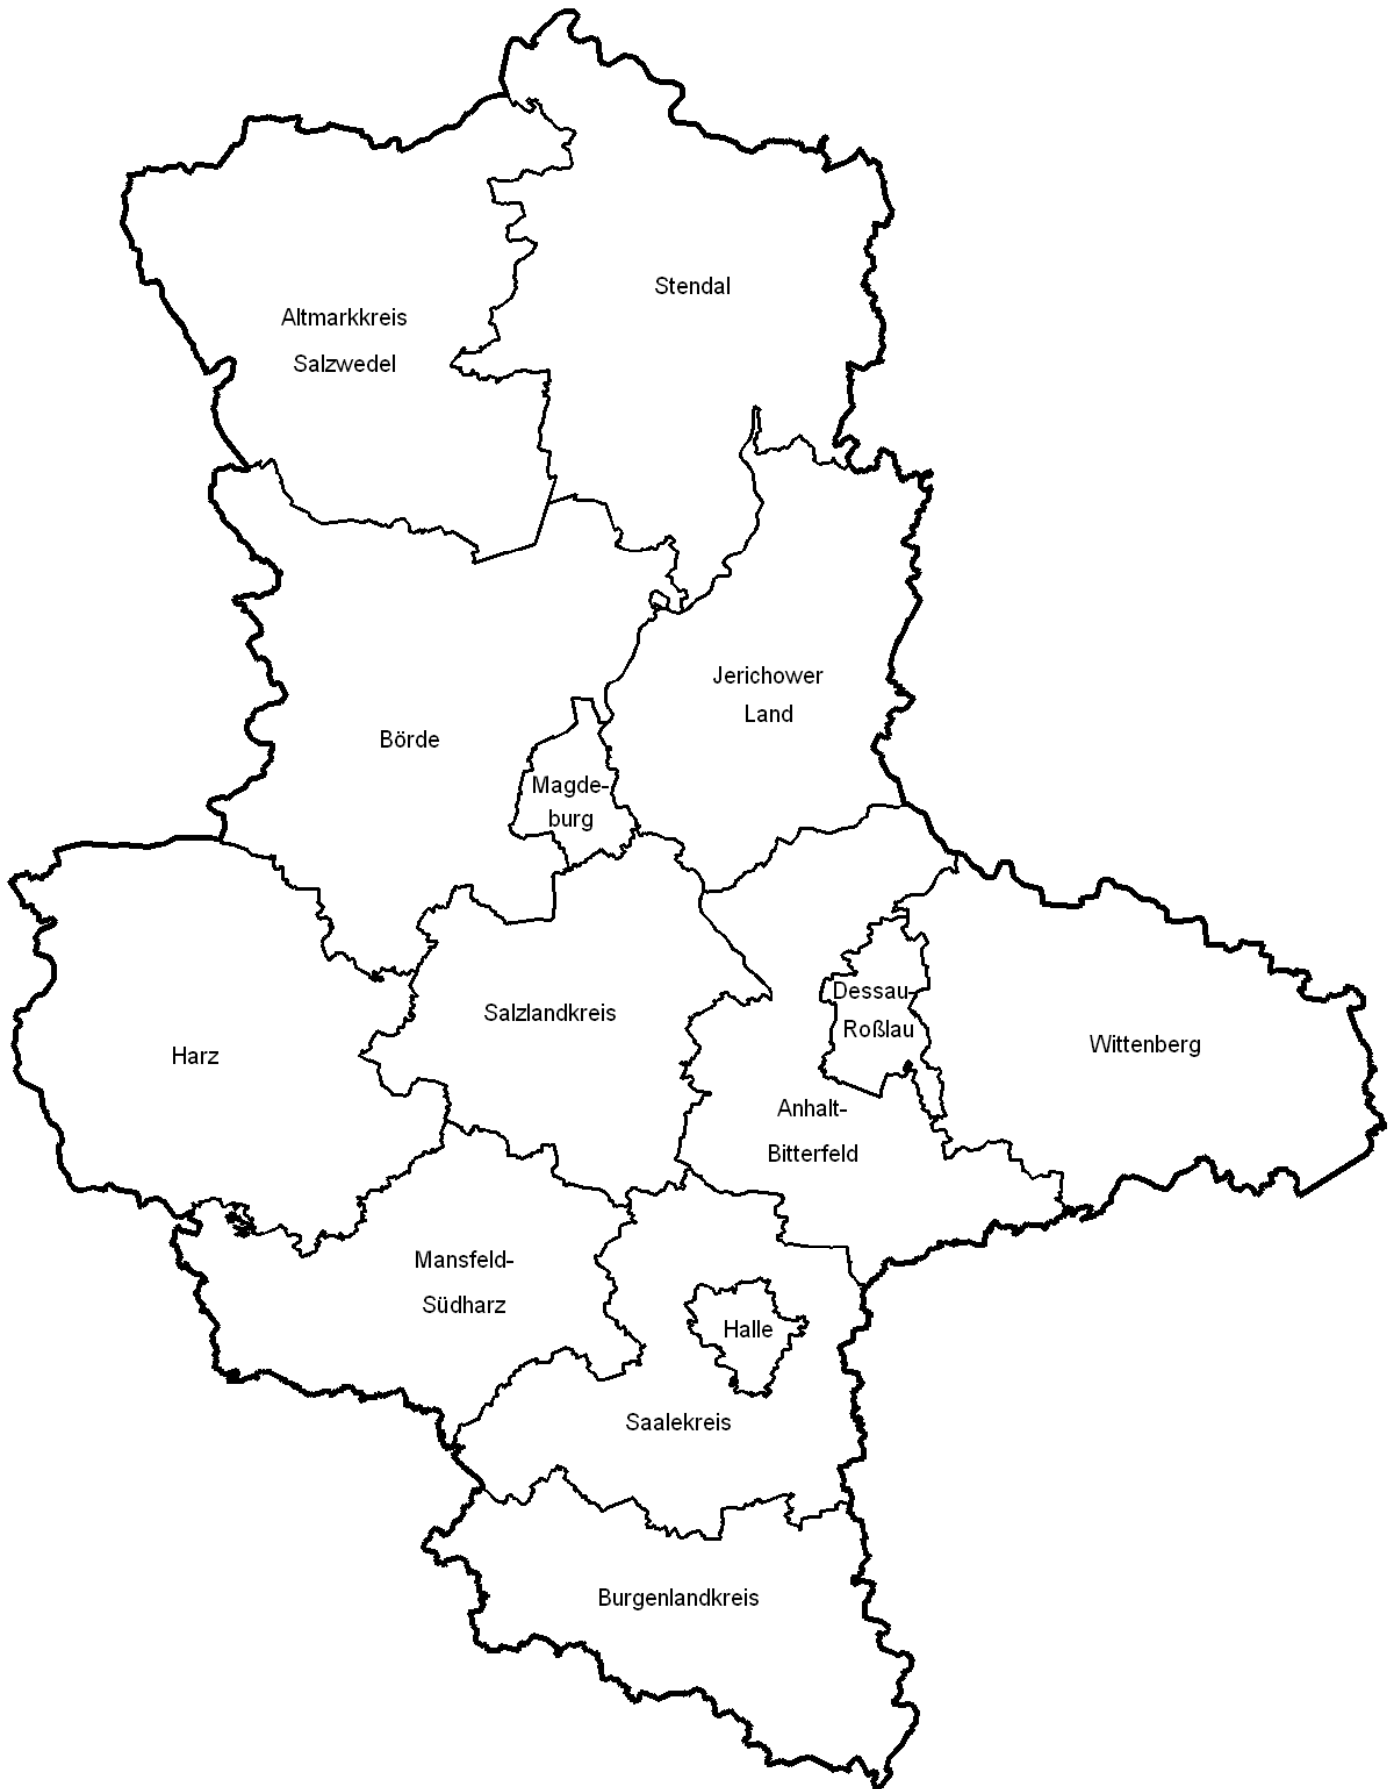 Stendal
Altmarkkreis
Salzwedel
Jerichower
Land
Börde
Magde-
burg
Dessau-
Roßlau
Salzlandkreis
Wittenberg
Harz
Anhalt-
Bitterfeld
Mansfeld-
Südharz
Halle
Saalekreis
Burgenlandkreis